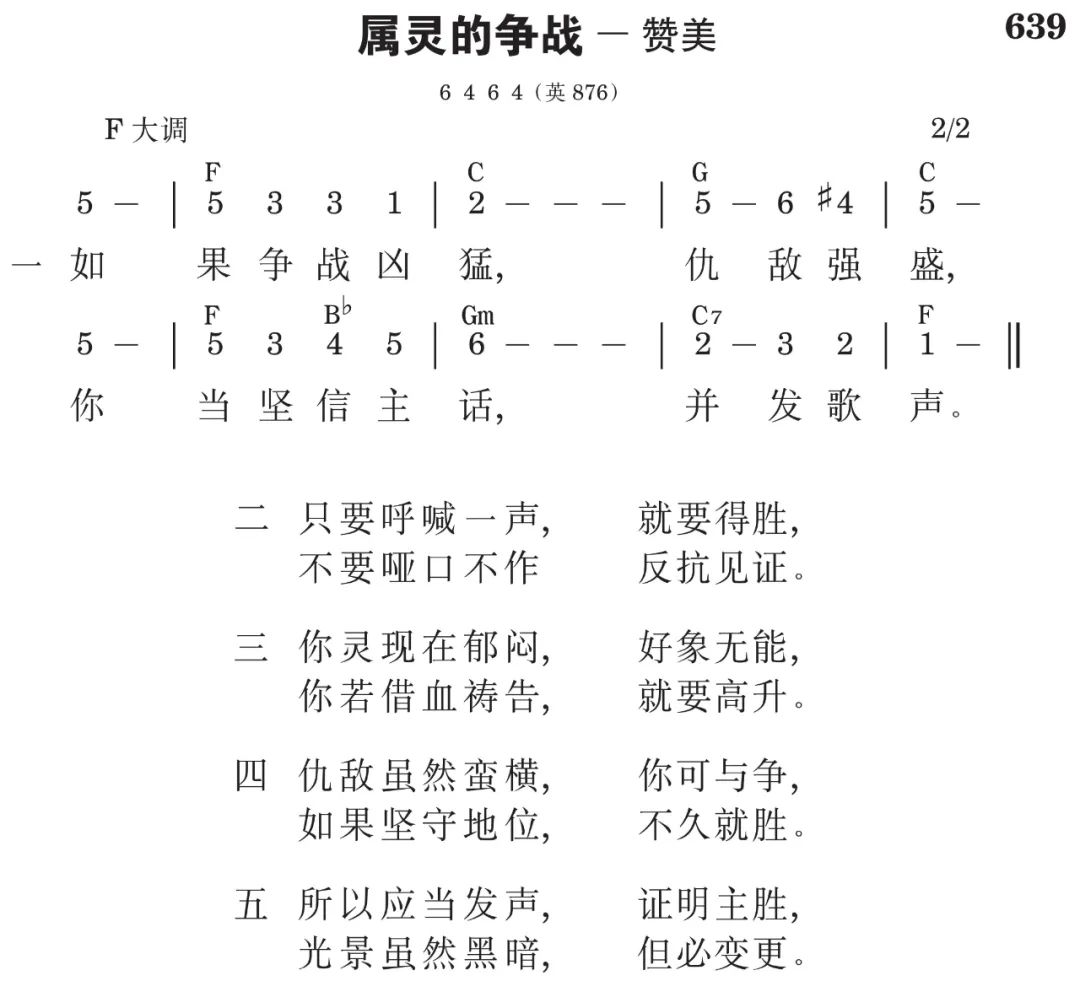 属灵的争战 — 赞美 639
6 4 6 4 (英 876)
F 大调 2/2
F C G C
5 — | 5 3 3 1 | 2 — — — | 5 — 6 ♯4 | 5 —
一 如 果 争 战 凶 猛, 仇 敌 强 盛,
F B♭ Gm C7 F
5 — | 5 3 4 5 | 6 — — — | 2 — 3 2 | 1 — ‖
你 当 坚 信 主 话, 并 发 歌 声。
二 只要呼喊一声, 就要得胜,
不要哑口不作 反抗见证。
三 你灵现在郁闷, 好象无能,
你若借血祷告, 就要高升。
四 仇敌虽然蛮横, 你可与争,
如果坚守地位, 不久就胜。
五 所以应当发声, 证明主胜,
光景虽然黑暗, 但必变更。